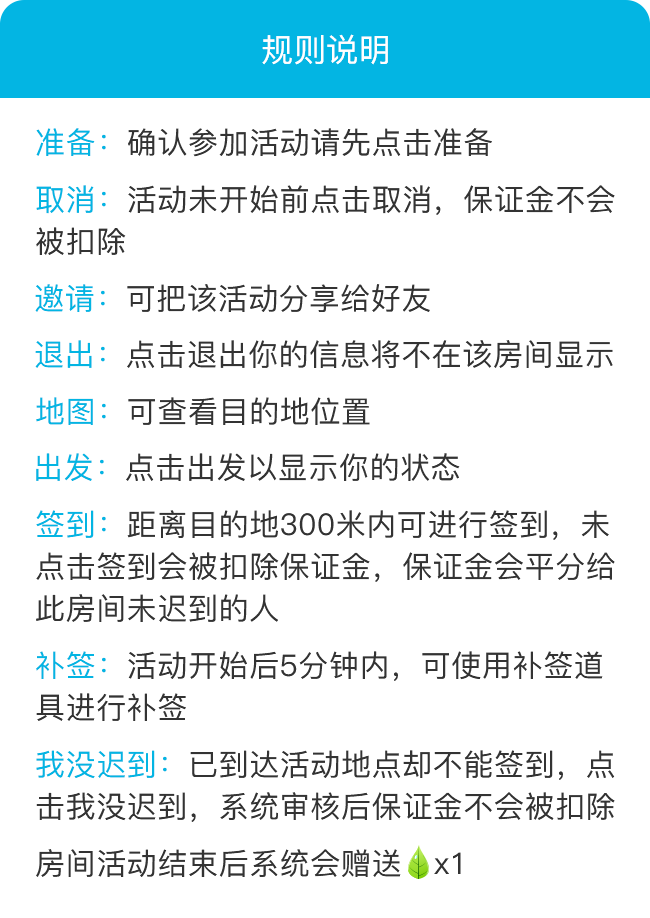 规则说明
准备：确认参加活动请先点击准备
取消：活动未开始前点击取消，保证金不会
被扣除
邀请：可把该活动分享给好友
退出：点击退出你的信息将不在该房间显示
地图：可查看目的地位置
出发：点击出发以显示你的状态
签到：距离目的地300米内可进行签到，未
点击签到会被扣除保证金，保证金会平分给
此房间未迟到的人
补签：活动开始后5分钟内，可使用补签道
具进行补签
我没迟到：已到达活动地点却不能签到，点
击我没迟到，系统审核后保证金不会被扣除
房间活动结束后系统会赠送x1